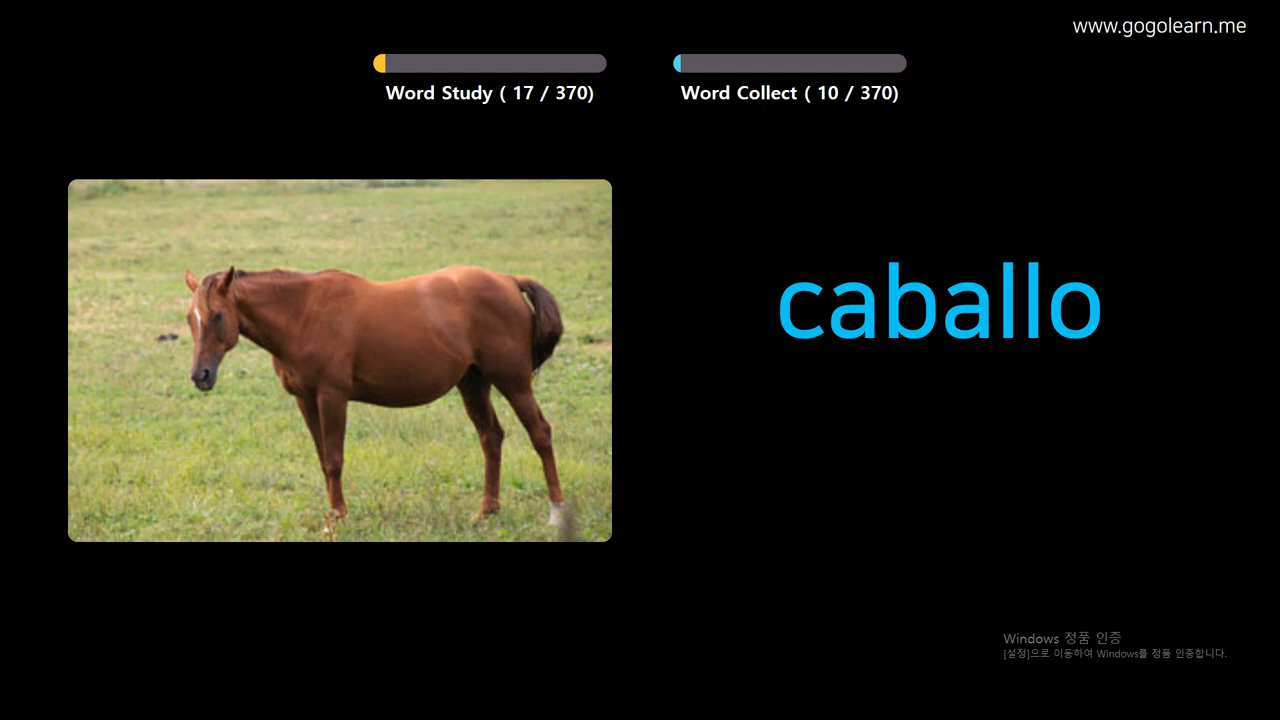 www.gogolearn.me
Word Study ( 17 / 370)
Word Collect ( 10 / 370)
caballo
Windows 정품 인증
[설정]으로 이동하여 Windows를 정품 인증합니다.